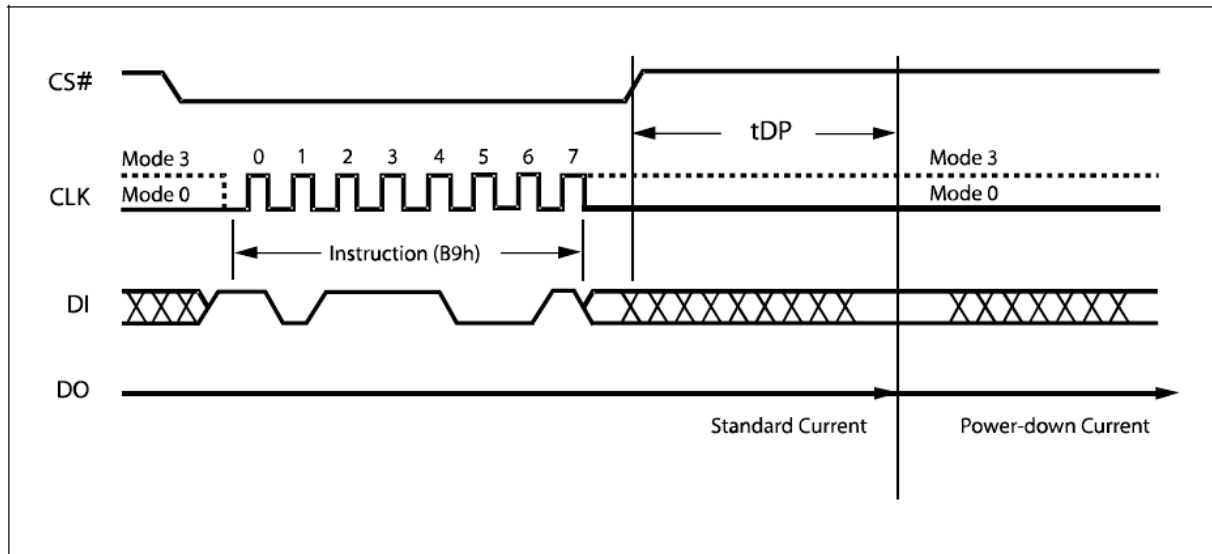 CS#
tDP
Mode 3
0 1 2 3 4 5 6 7
Mode 3
CLK
Mode 0
Mode 0
Instruction (B9h)
DI
DO
Standard Current
Power-down Current